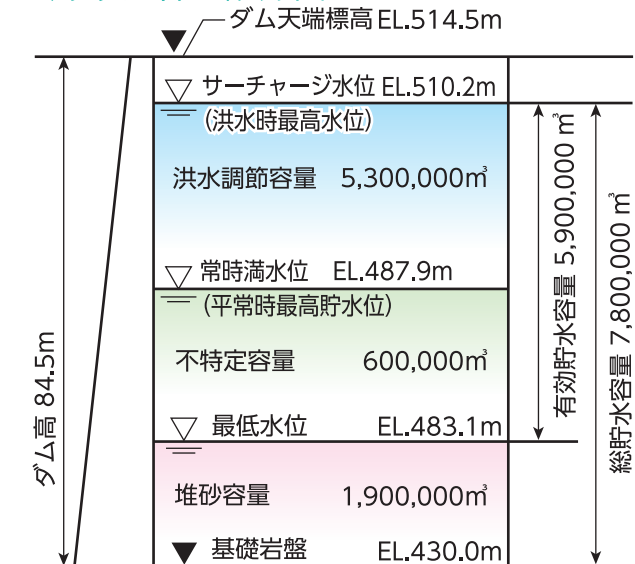 ダム天端標高 EL.514.5m
サーチャージ水位 EL.510.2m
(洪水時最高水位)
洪水調節容量 5,300,000㎥
常時満水位 EL.487.9m
(平常時最高貯水位)
不特定容量 600,000㎥
最低水位 EL.483.1m
堆砂容量 1,900,000㎥
基礎岩盤 EL.430.0m
ダム高 84.5m
有効貯水容量 5,900,000 ㎥
総貯水容量 7,800,000 ㎥